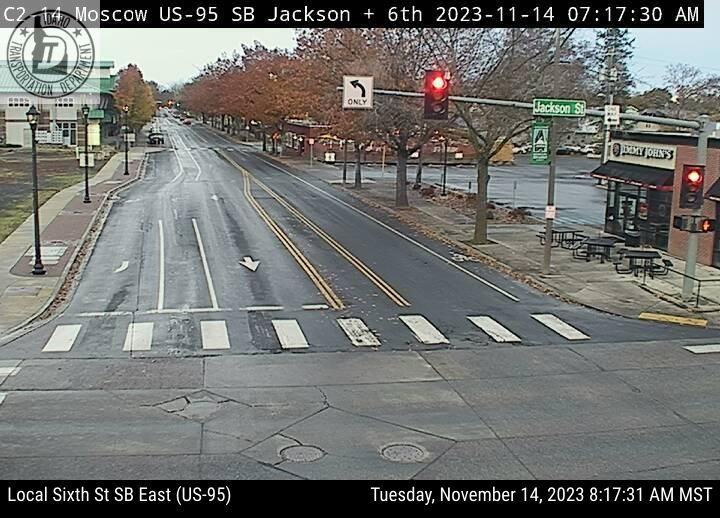 C2 14 Moscow US-95 SB Jackson + 6th 2023-11-14 07:17:30 AM
IDAHO
TRANSPORTATION DEPARTMENT
ONLY
Jackson St
JIMMY JOHN'S
Local Sixth St SB East (US-95)
Tuesday, November 14, 2023 8:17:31 AM MST